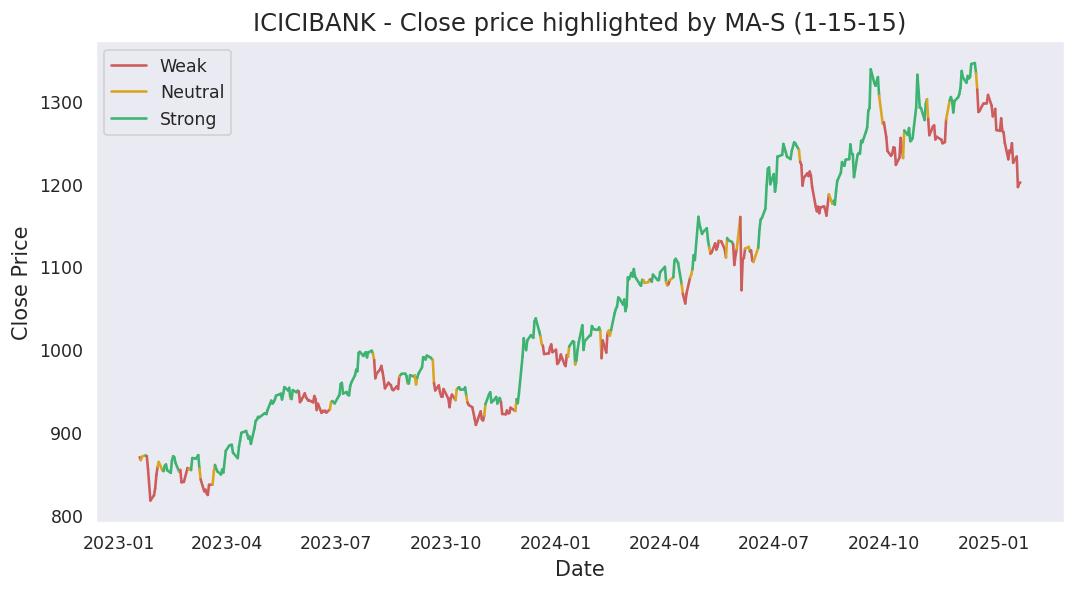 ICICIBANK - Close price highlighted by MA-S (1-15-15)
Weak
Neutral
Strong
Close Price
1300
1200
1100
1000
900
800
2023-01 2023-04 2023-07 2023-10 2024-01 2024-04 2024-07 2024-10 2025-01
Date